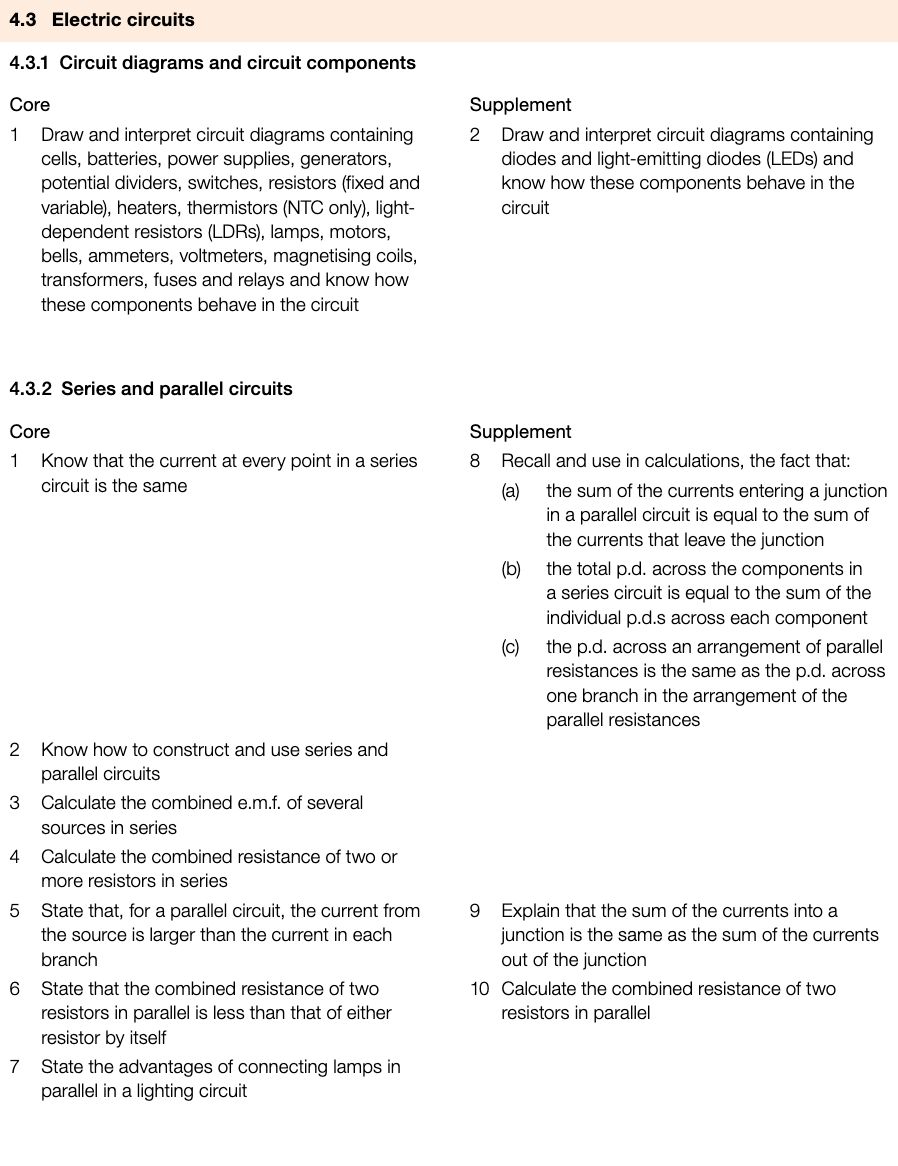 4.3 Electric circuits
4.3.1 Circuit diagrams and circuit components
Core
1 Draw and interpret circuit diagrams containing
cells, batteries, power supplies, generators,
potential dividers, switches, resistors (fixed and
variable), heaters, thermistors (NTC only), light-
dependent resistors (LDRs), lamps, motors,
bells, ammeters, voltmeters, magnetising coils,
transformers, fuses and relays and know how
these components behave in the circuit
Supplement
2 Draw and interpret circuit diagrams containing
diodes and light-emitting diodes (LEDs) and
know how these components behave in the
circuit
4.3.2 Series and parallel circuits
Core
1 Know that the current at every point in a series
circuit is the same
Supplement
8 Recall and use in calculations, the fact that:
(a) the sum of the currents entering a junction
in a parallel circuit is equal to the sum of
the currents that leave the junction
(b) the total p.d. across the components in
a series circuit is equal to the sum of the
individual p.d.s across each component
(c) the p.d. across an arrangement of parallel
resistances is the same as the p.d. across
one branch in the arrangement of the
parallel resistances
2 Know how to construct and use series and
parallel circuits
3 Calculate the combined e.m.f. of several
sources in series
4 Calculate the combined resistance of two or
more resistors in series
5 State that, for a parallel circuit, the current from
the source is larger than the current in each
branch
9 Explain that the sum of the currents into a
junction is the same as the sum of the currents
out of the junction
6 State that the combined resistance of two
resistors in parallel is less than that of either
resistor by itself
10 Calculate the combined resistance of two
resistors in parallel
7 State the advantages of connecting lamps in
parallel in a lighting circuit